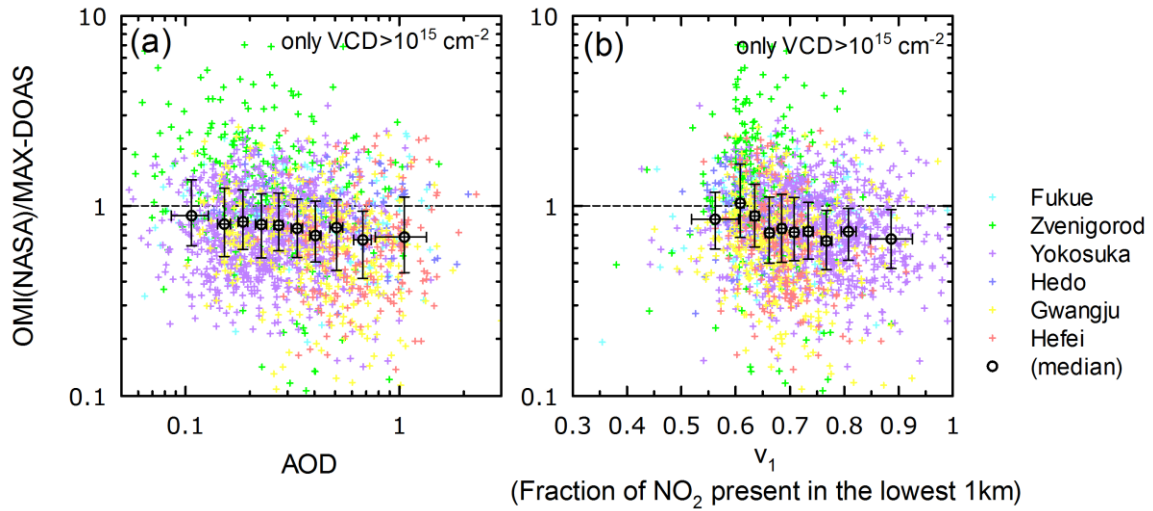 (a)
only VCD>10¹⁵ cm⁻²
(b)
only VCD>10¹⁵ cm⁻²
OMI(NASA)/MAX-DOAS
10
1
0.1
0.1
1
AOD
10
1
0.1
0.3
0.4
0.5
0.6
0.7
0.8
0.9
1
v₁
(Fraction of NO₂ present in the lowest 1km)
Fukue
Zvenigorod
Yokosuka
Hedo
Gwangju
Hefei
(median)